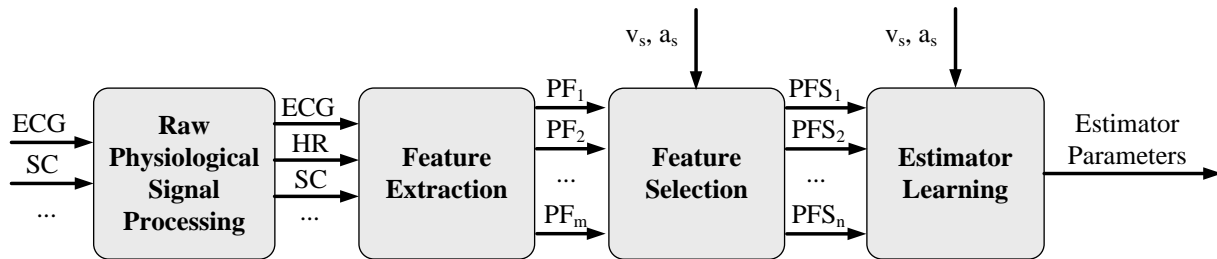 ECG
SC
...
Raw
Physiological
Signal
Processing
ECG
HR
SC
...
Feature
Extraction
PF₁
PF₂
...
PFₘ
vₛ, aₛ
Feature
Selection
PFS₁
PFS₂
...
PFSₙ
vₛ, aₛ
Estimator
Learning
Estimator
Parameters